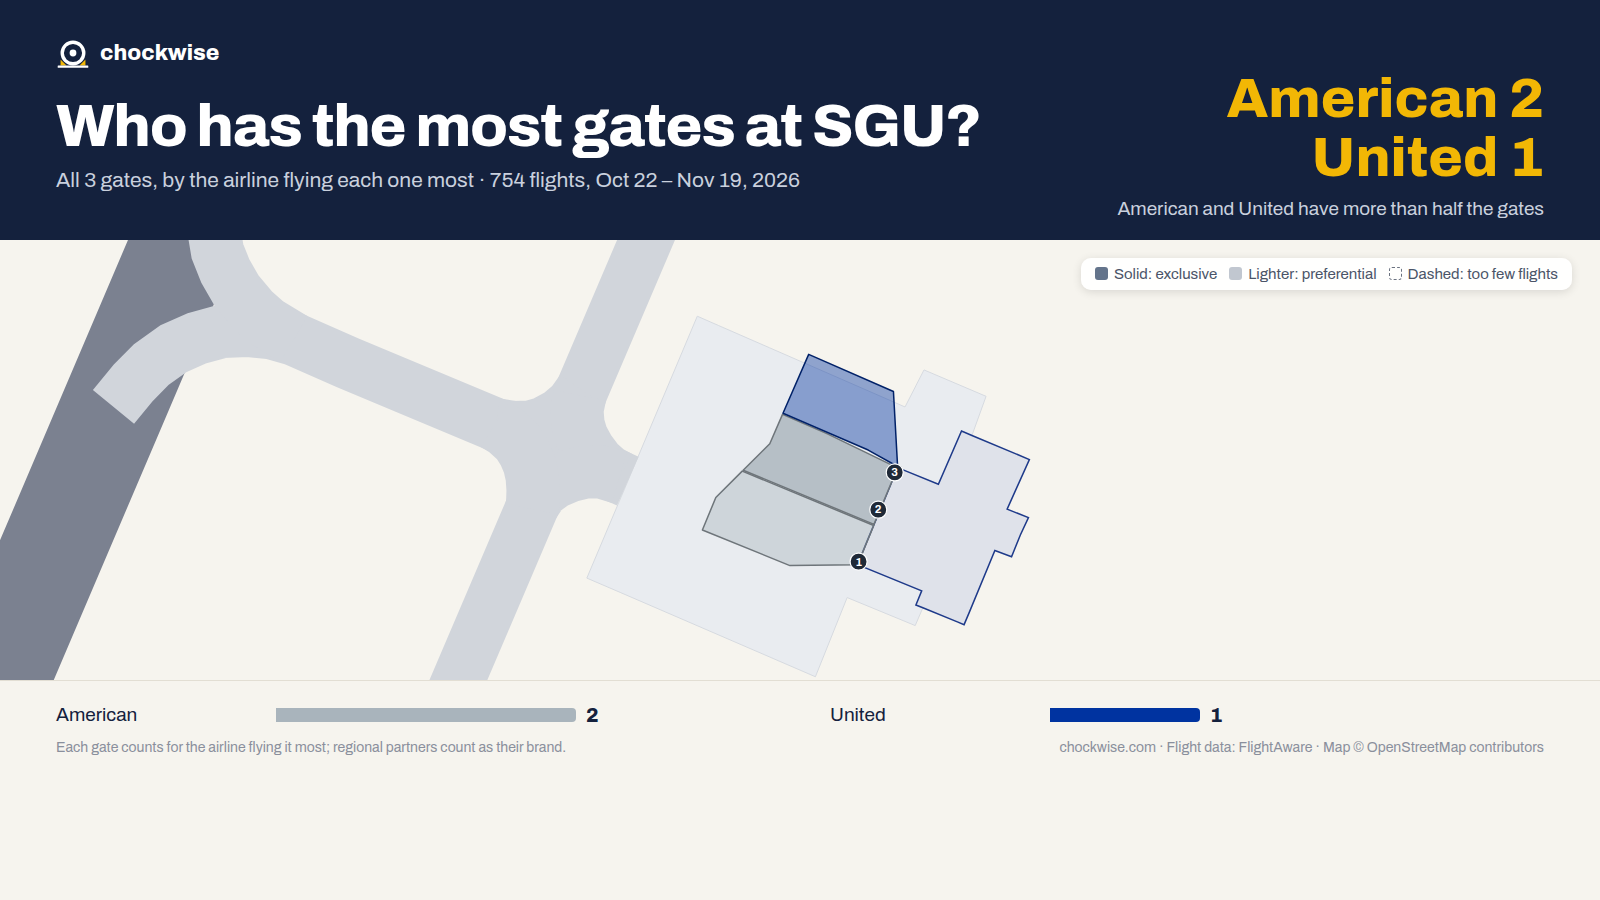 chockwise
Who has the most gates at SGU?
All 3 gates, by the airline flying each one most · 754 flights, Oct 22 – Nov 19, 2026
American 2
United 1
American and United have more than half the gates
Solid: exclusive
Lighter: preferential
Dashed: too few flights
3
2
1
American 2
United 1
Each gate counts for the airline flying it most; regional partners count as their brand.
chockwise.com · Flight data: FlightAware · Map © OpenStreetMap contributors